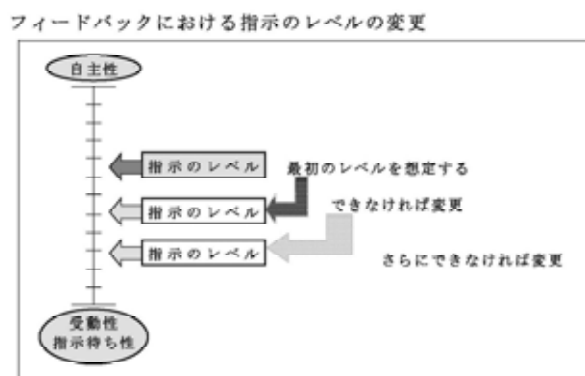 フィードバックにおける指示のレベルの変更
自主性
指示のレベル
最初のレベルを想定する
指示のレベル
できなければ変更
指示のレベル
さらにできなければ変更
受動性
指示待ち性